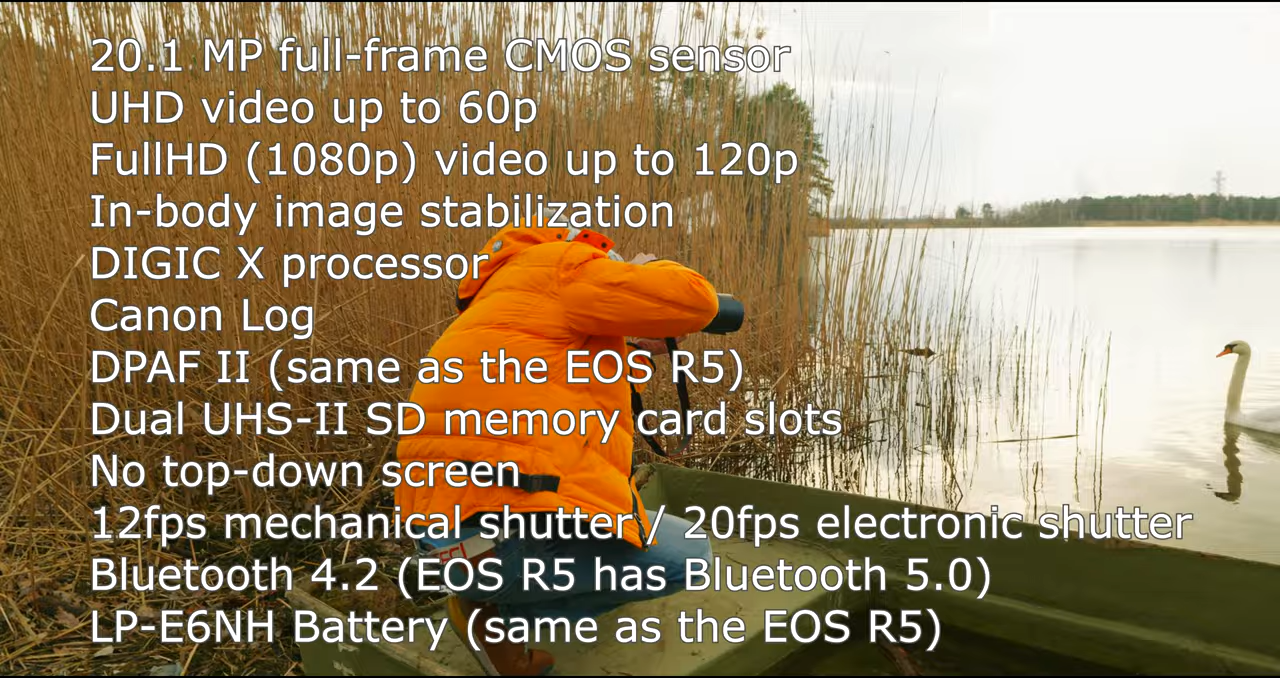 20.1 MP full-frame CMOS sensor
UHD video up to 60p
FullHD (1080p) video up to 120p
In-body image stabilization
DIGIC X processor
Canon Log
DPAF II (same as the EOS R5)
Dual UHS-II SD memory card slots
No top-down screen
12fps mechanical shutter / 20fps electronic shutter
Bluetooth 4.2 (EOS R5 has Bluetooth 5.0)
LP-E6NH Battery (same as the EOS R5)